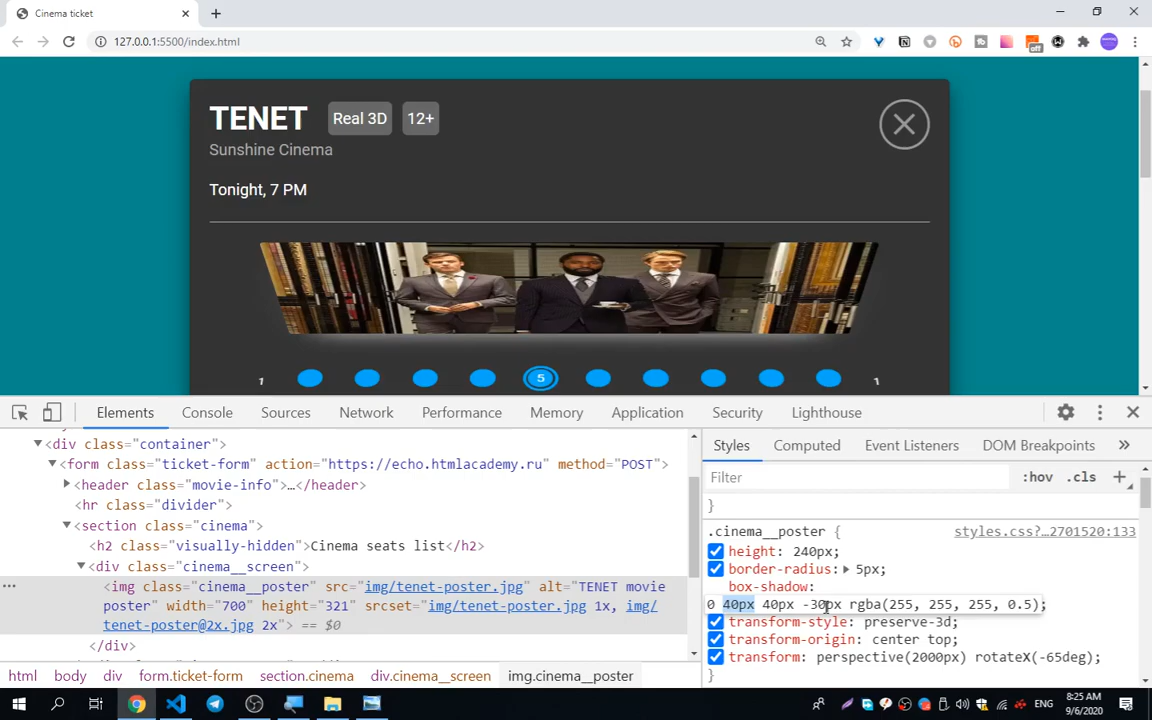 Cinema ticket
127.0.0.1:5500/index.html
off
TENET Real 3D 12+
Sunshine Cinema
Tonight, 7 PM
1 5 1
Elements Console Sources Network Performance Memory Application Security Lighthouse
<div class="container">
<form class="ticket-form" action="https://echo.htmlacademy.ru" method="POST">
<header class="movie-info">…</header>
<hr class="divider">
<section class="cinema">
<h2 class="visually-hidden">Cinema seats list</h2>
<div class="cinema__screen">
<img class="cinema__poster" src="img/tenet-poster.jpg" alt="TENET movie
poster" width="700" height="321" srcset="img/tenet-poster.jpg 1x, img/
tenet-poster@2x.jpg 2x"> == $0
</div>
html body div form.ticket-form section.cinema div.cinema__screen img.cinema__poster
Styles Computed Event Listeners DOM Breakpoints »
Filter :hov .cls +
}
.cinema__poster { styles.css?…2701520:133
height: 240px;
border-radius: 5px;
box-shadow:
0 40px 40px -30px rgba(255, 255, 255, 0.5);
transform-style: preserve-3d;
transform-origin: center top;
transform: perspective(2000px) rotateX(-65deg);
}
ENG
8:25 AM
9/6/2020